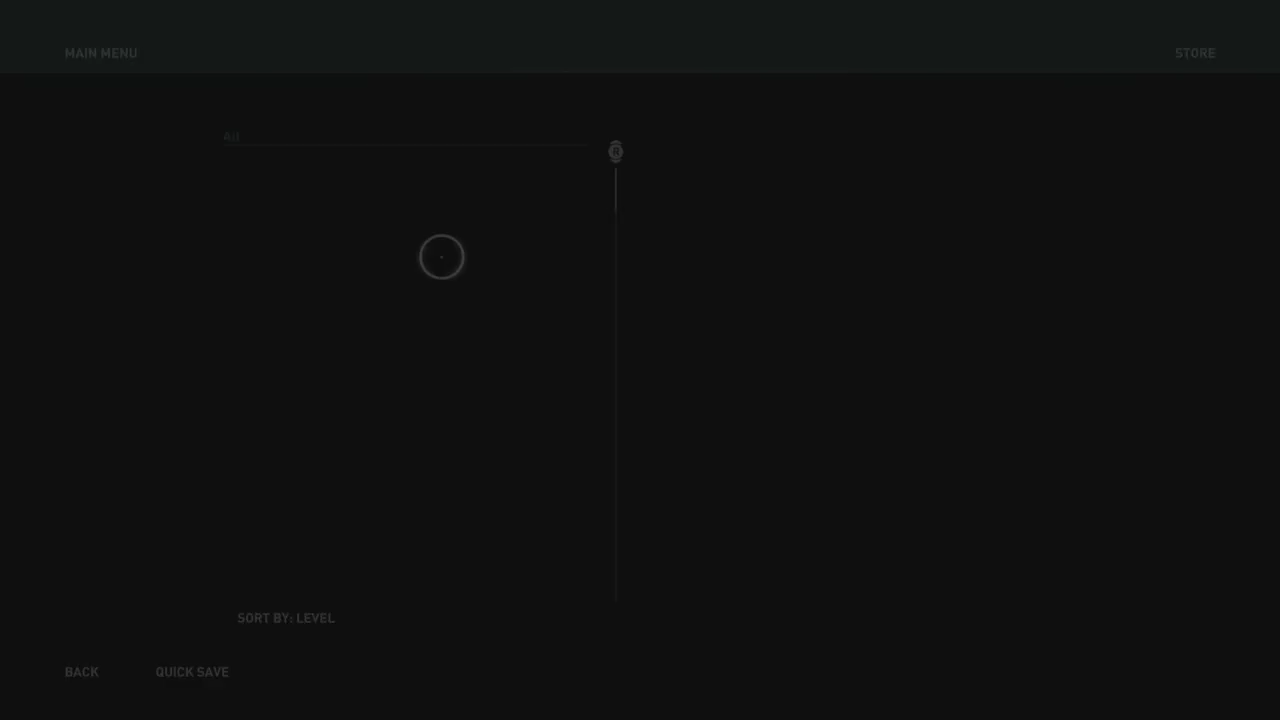 MAIN MENU
STORE
All
R
SORT BY: LEVEL
BACK
QUICK SAVE